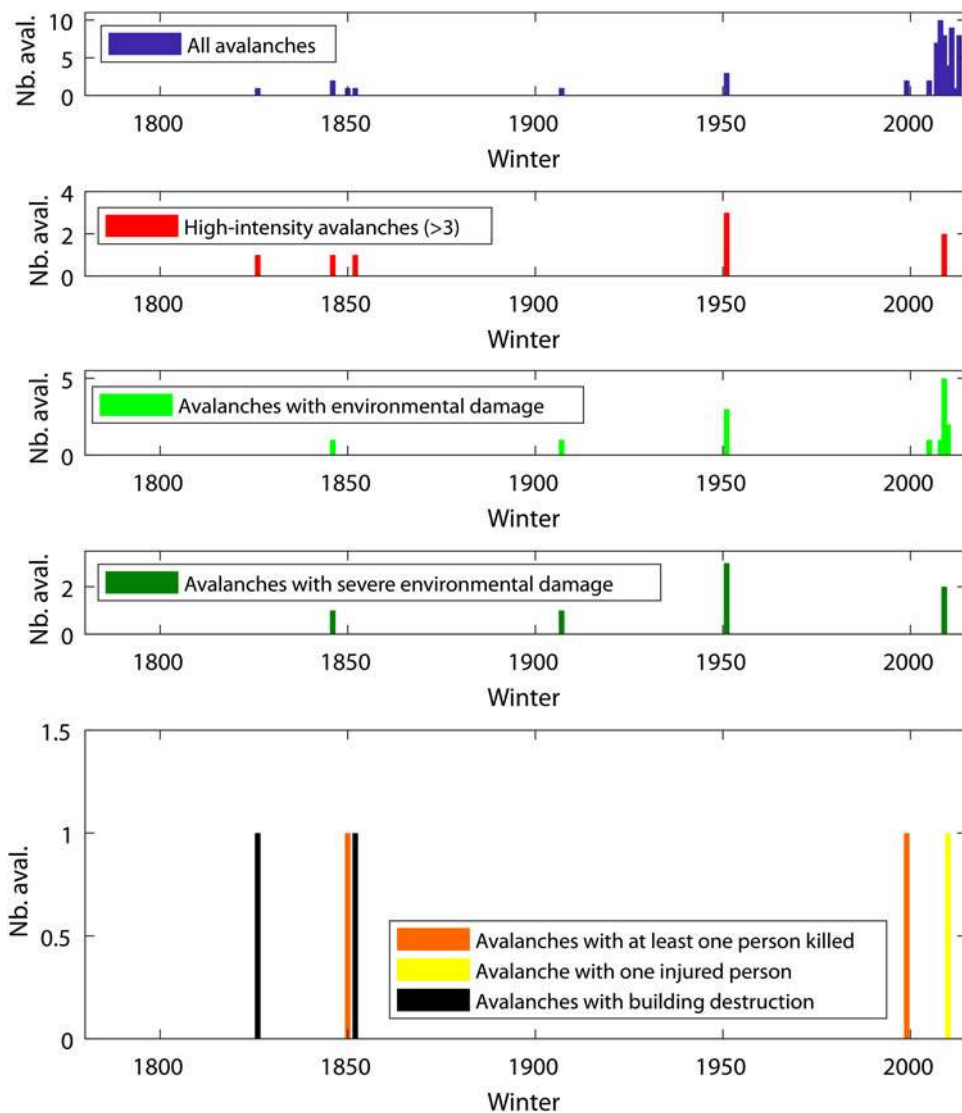 Nb. aval.
10
5
0
All avalanches
1800 1850 1900 1950 2000
Winter
Nb. aval.
4
2
0
High-intensity avalanches (>3)
1800 1850 1900 1950 2000
Winter
Nb. aval.
5
0
Avalanches with environmental damage
1800 1850 1900 1950 2000
Winter
Nb. aval.
2
0
Avalanches with severe environmental damage
1800 1850 1900 1950 2000
Winter
Nb. aval.
1.5
1
0.5
0
Avalanches with at least one person killed
Avalanche with one injured person
Avalanches with building destruction
1800 1850 1900 1950 2000
Winter